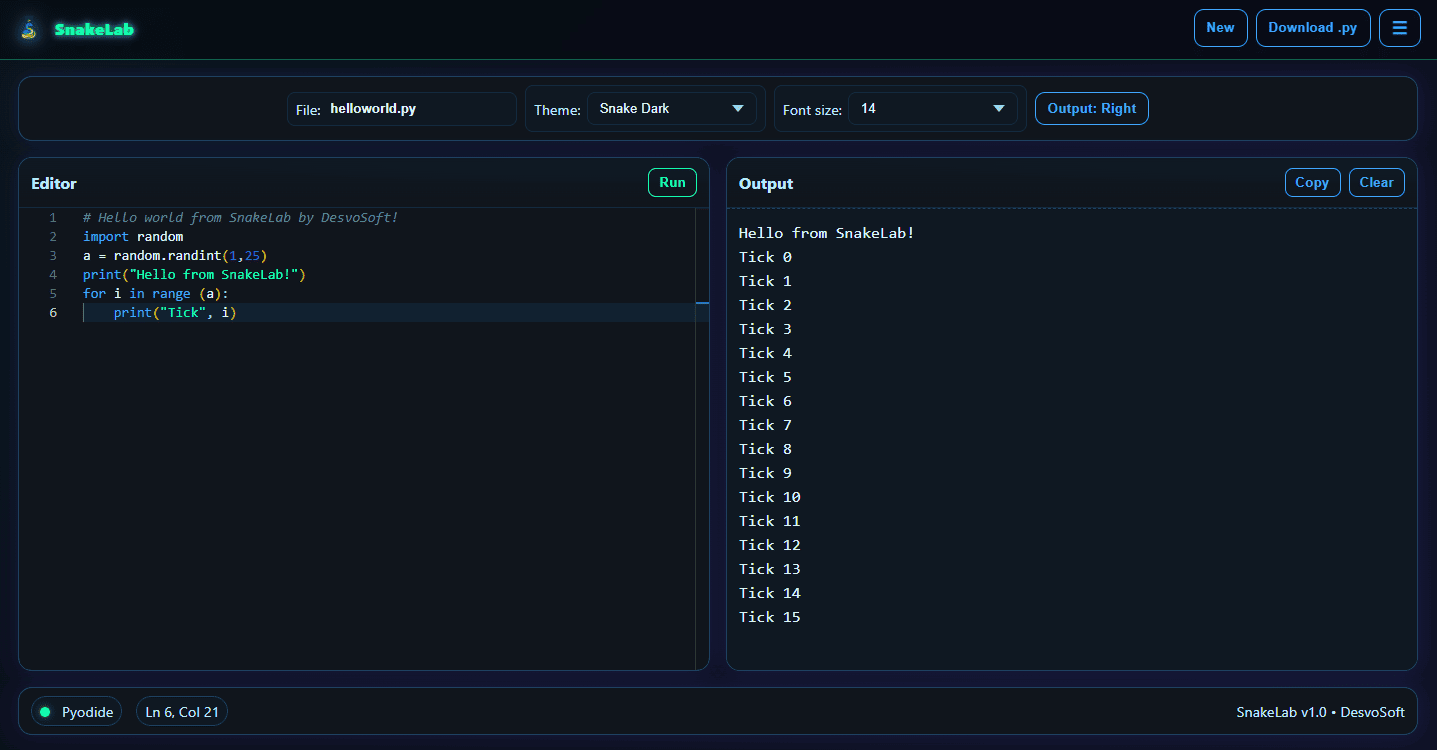 SnakeLab
New
Download .py
File: helloworld.py
Theme: Snake Dark
Font size: 14
Output: Right
Editor
Run
1 # Hello world from SnakeLab by DesvoSoft!
2 import random
3 a = random.randint(1,25)
4 print("Hello from SnakeLab!")
5 for i in range (a):
6     print("Tick", i)
Output
Copy
Clear
Hello from SnakeLab!
Tick 0
Tick 1
Tick 2
Tick 3
Tick 4
Tick 5
Tick 6
Tick 7
Tick 8
Tick 9
Tick 10
Tick 11
Tick 12
Tick 13
Tick 14
Tick 15
Pyodide
Ln 6, Col 21
SnakeLab v1.0 • DesvoSoft